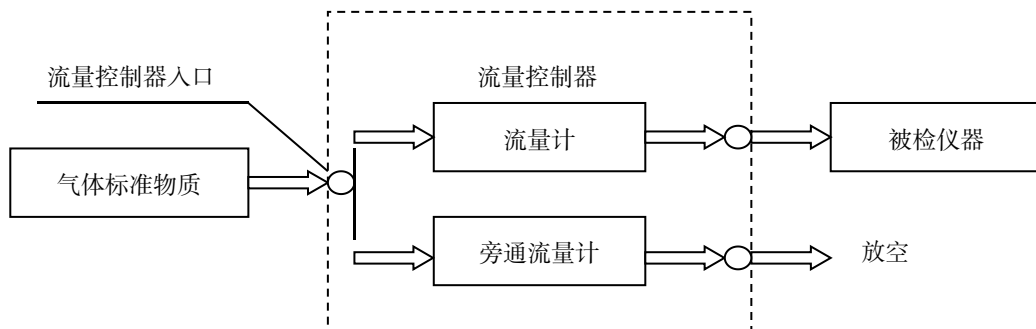 流量控制器入口
流量控制器
流量计
被检仪器
气体标准物质
旁通流量计
放空